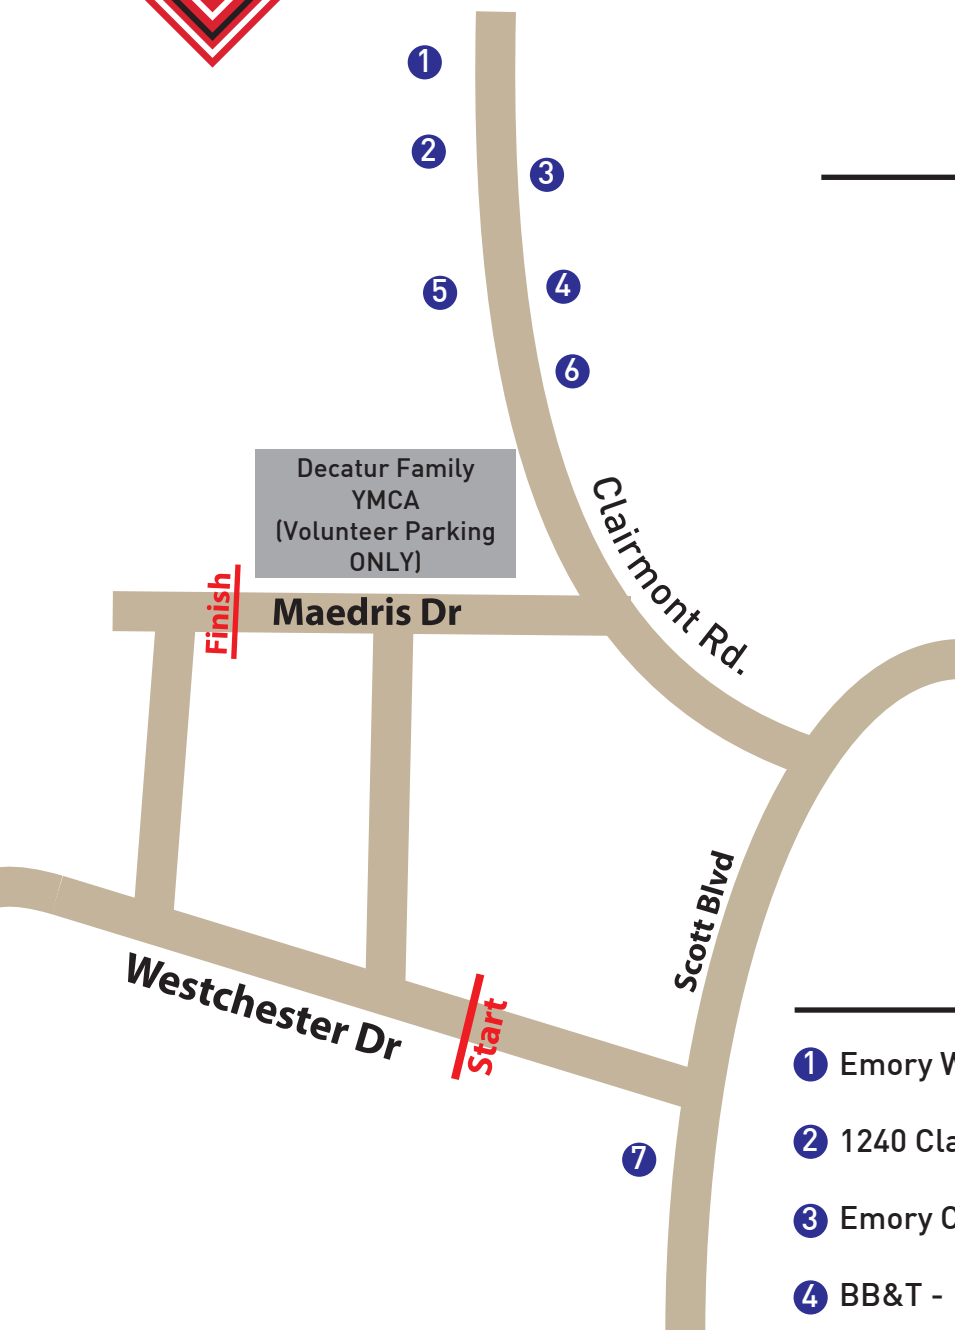 1
2
3
5
4
6
Decatur Family
YMCA
(Volunteer Parking
ONLY)
Clairmont Rd.
Finish
Maedris Dr
Scott Blvd
Westchester Dr
Start
7
1 Emory
2 1240
3 Emory
4 BB&T -